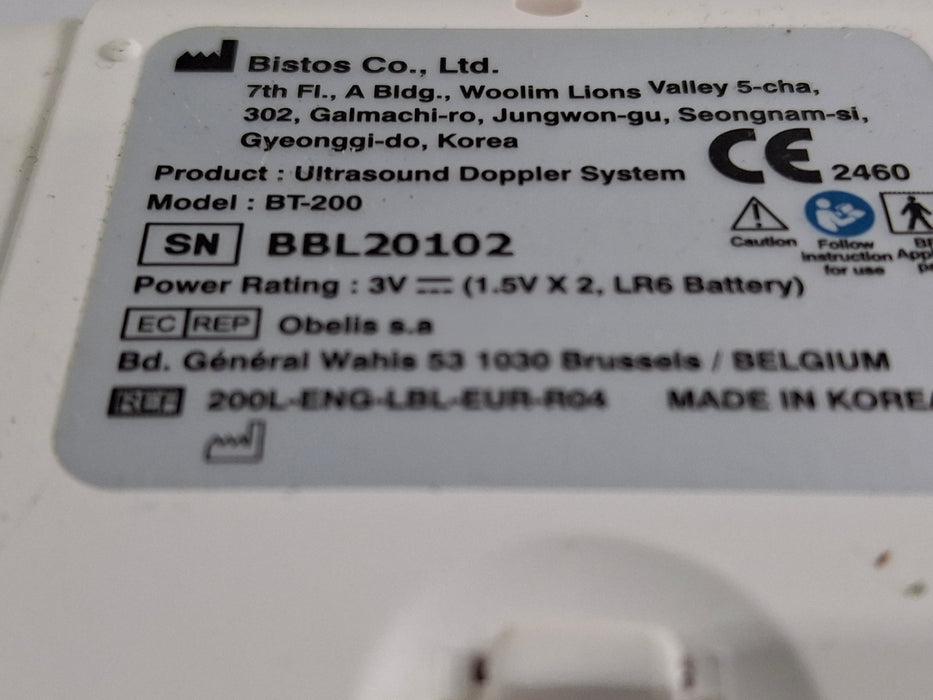 Bistos Co., Ltd.
7th Fl., A Bldg., Woolim Lions Valley 5-cha,
302, Galmachi-ro, Jungwon-gu, Seongnam-si,
Gyeonggi-do, Korea
CE 2460
Product : Ultrasound Doppler System
Model : BT-200
Caution
Follow
instruction
for use
SN BBL20102
Power Rating : 3V (1.5V X 2, LR6 Battery)
EC REP Obelis s.a
Bd. Général Wahis 53 1030 Brussels / BELGIUM
REF 200L-ENG-LBL-EUR-R04 MADE IN KOREA